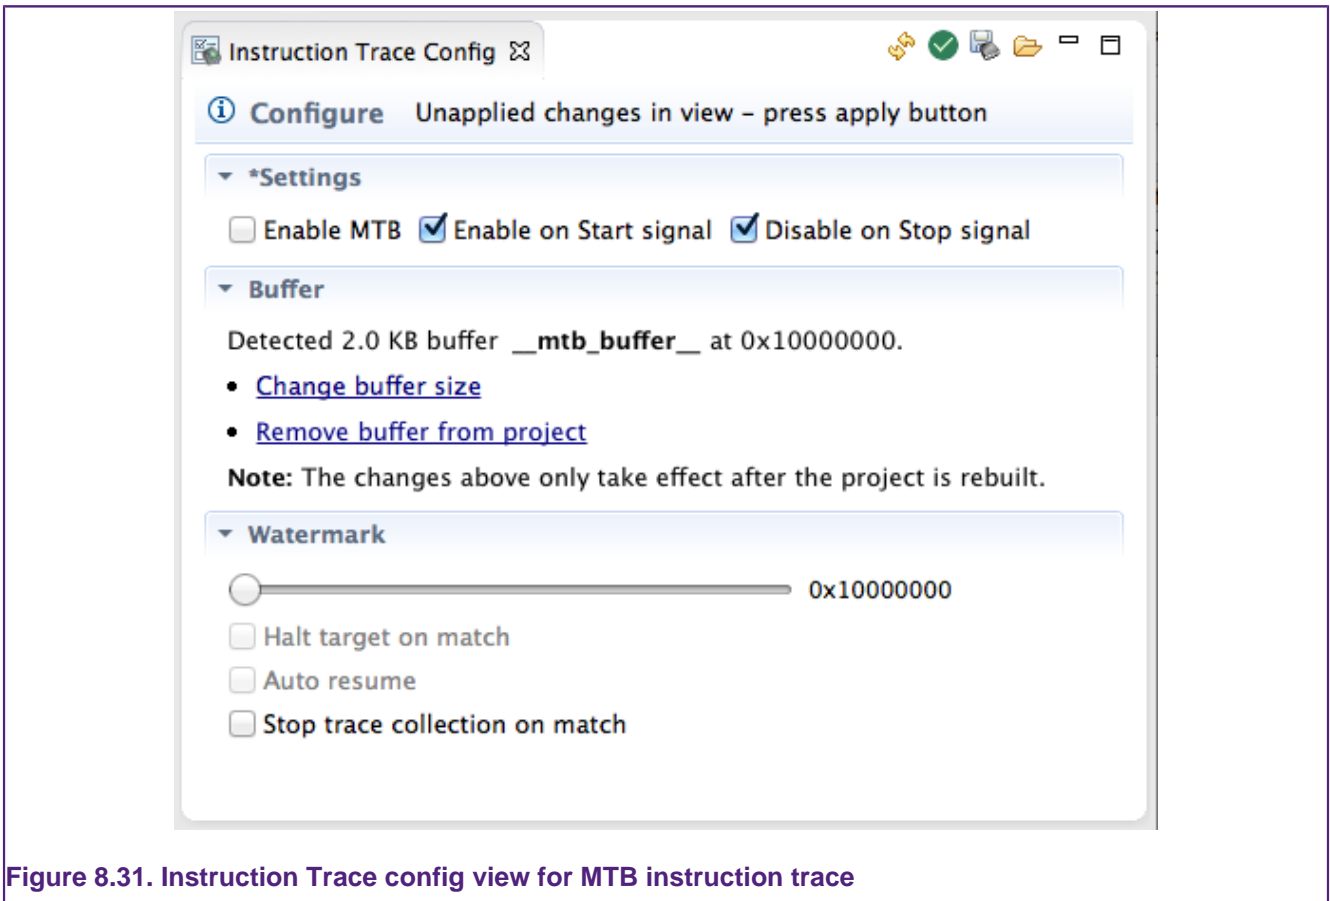 Instruction Trace Config
Configure Unapplied changes in view – press apply button
*Settings
Enable MTB Enable on Start signal Disable on Stop signal
Buffer
Detected 2.0 KB buffer __mtb_buffer__ at 0x10000000.
• Change buffer size
• Remove buffer from project
Note: The changes above only take effect after the project is rebuilt.
Watermark
0x10000000
Halt target on match
Auto resume
Stop trace collection on match
Figure 8.31. Instruction Trace config view for MTB instruction trace